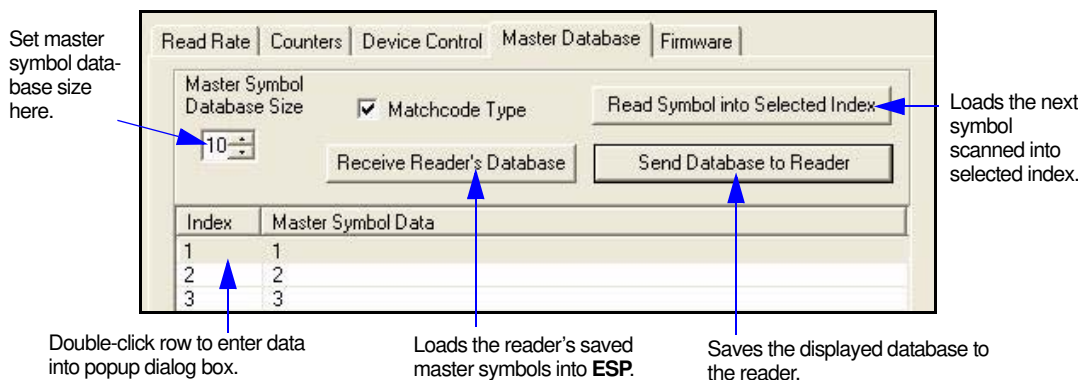 Set master
symbol data-
base size
here.
Read Rate Counters Device Control Master Database Firmware
Master Symbol
Database Size
Matchcode Type
Read Symbol into Selected Index
10
Receive Reader's Database
Send Database to Reader
Loads the next
symbol
scanned into
selected index.
Index Master Symbol Data
1 1
2 2
3 3
Double-click row to enter data
into popup dialog box.
Loads the reader's saved
master symbols into ESP.
Saves the displayed database to
the reader.